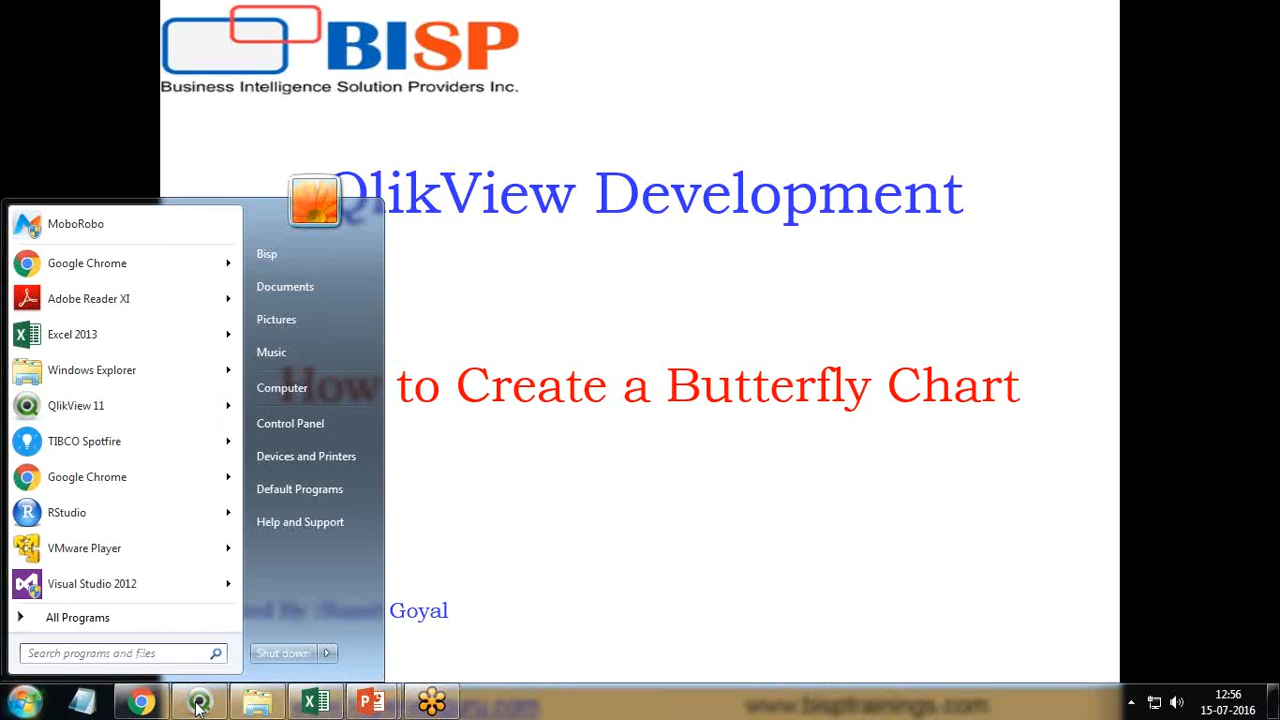 BISP
Business Intelligence Solution Providers Inc.
QlikView Development
How to Create a Butterfly Chart
Goyal
MoboRobo
Google Chrome
Adobe Reader XI
Excel 2013
Windows Explorer
QlikView 11
TIBCO Spotfire
Google Chrome
RStudio
VMware Player
Visual Studio 2012
All Programs
Search programs and files
Bisp
Documents
Pictures
Music
Computer
Control Panel
Devices and Printers
Default Programs
Help and Support
Shut down
www.bisptrainings.com
12:56
15-07-2016